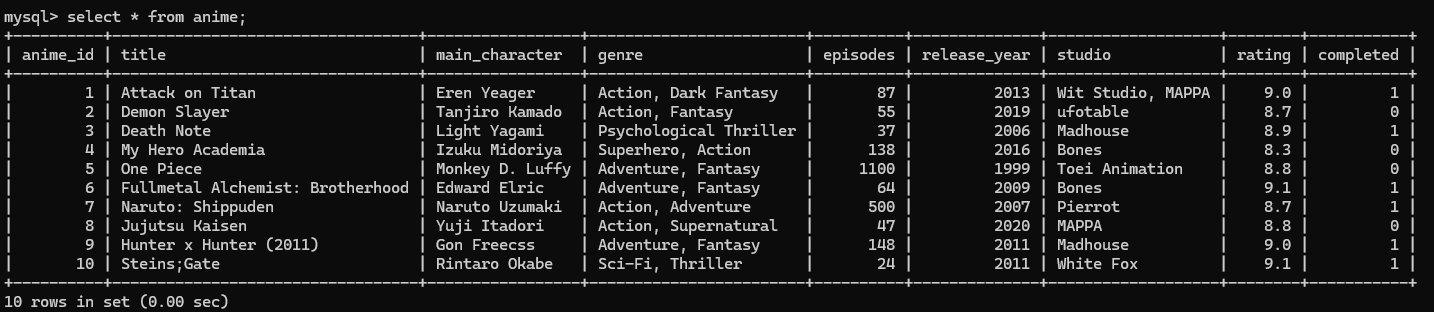 mysql> select * from anime;
+----------+----------------------------------+-----------------+------------------------+----------+--------------+-------------------+--------+-----------+
| anime_id | title                            | main_character  | genre                  | episodes | release_year | studio            | rating | completed |
+----------+----------------------------------+-----------------+------------------------+----------+--------------+-------------------+--------+-----------+
|        1 | Attack on Titan                  | Eren Yeager     | Action, Dark Fantasy   |       87 |         2013 | Wit Studio, MAPPA |    9.0 |         1 |
|        2 | Demon Slayer                     | Tanjiro Kamado  | Action, Fantasy        |       55 |         2019 | ufotable          |    8.7 |         0 |
|        3 | Death Note                       | Light Yagami    | Psychological Thriller |       37 |         2006 | Madhouse          |    8.9 |         1 |
|        4 | My Hero Academia                 | Izuku Midoriya  | Superhero, Action      |      138 |         2016 | Bones             |    8.3 |         0 |
|        5 | One Piece                        | Monkey D. Luffy | Adventure, Fantasy     |     1100 |         1999 | Toei Animation    |    8.8 |         0 |
|        6 | Fullmetal Alchemist: Brotherhood | Edward Elric    | Adventure, Fantasy     |       64 |         2009 | Bones             |    9.1 |         1 |
|        7 | Naruto: Shippuden                | Naruto Uzumaki  | Action, Adventure      |      500 |         2007 | Pierrot           |    8.7 |         1 |
|        8 | Jujutsu Kaisen                   | Yuji Itadori    | Action, Supernatural   |       47 |         2020 | MAPPA             |    8.8 |         0 |
|        9 | Hunter x Hunter (2011)           | Gon Freecss     | Adventure, Fantasy     |      148 |         2011 | Madhouse          |    9.0 |         1 |
|       10 | Steins;Gate                      | Rintaro Okabe   | Sci-Fi, Thriller       |       24 |         2011 | White Fox         |    9.1 |         1 |
+----------+----------------------------------+-----------------+------------------------+----------+--------------+-------------------+--------+-----------+
10 rows in set (0.00 sec)